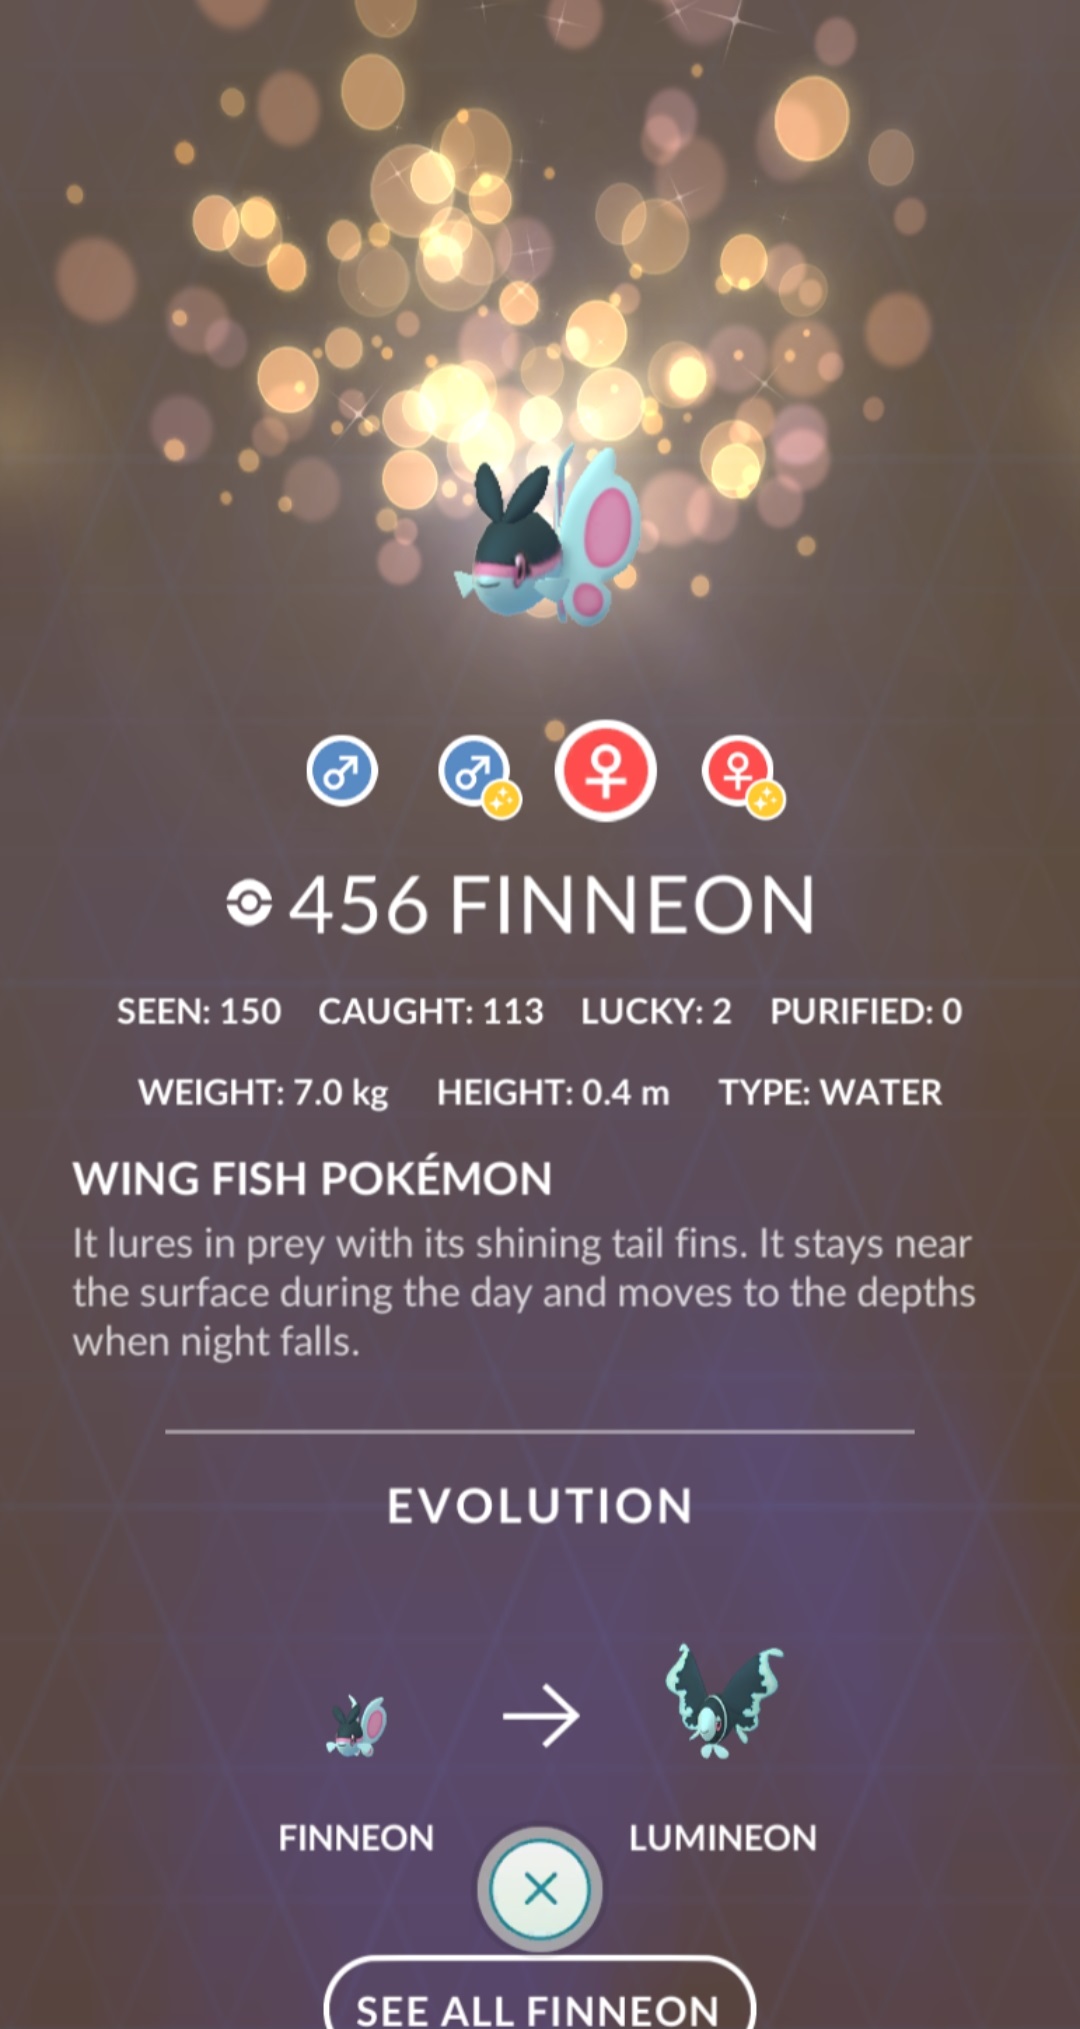 456 FINNEON
SEEN: 150 CAUGHT: 113 LUCKY: 2 PURIFIED: 0
WEIGHT: 7.0 kg HEIGHT: 0.4 m TYPE: WATER
WING FISH POKÉMON
It lures in prey with its shining tail fins. It stays near
the surface during the day and moves to the depths
when night falls.
EVOLUTION
FINNEON LUMINEON
SEE ALL FINNEON